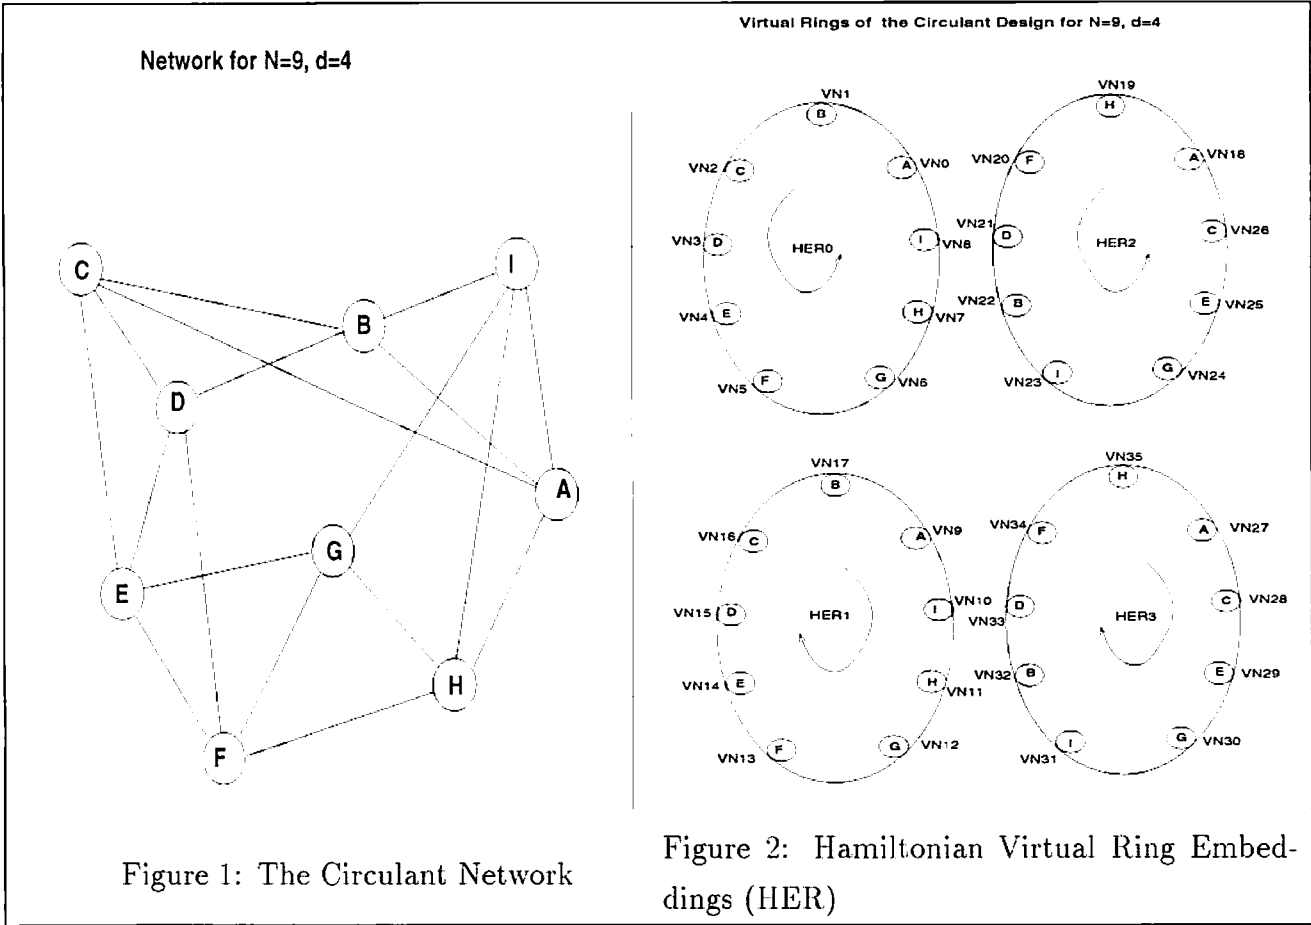 Network for N=9, d=4
C
I
B
D
A
G
E
H
F
Figure 1: The Circulant Network
Virtual Rings of the Circulant Design for N=9, d=4
VN1
B
VN2
C
A
VN0
VN3
D
HER0
I
VN8
VN4
E
H
VN7
VN5
F
G
VN6
VN19
H
VN20
F
A
VN18
VN21
D
HER2
C
VN26
VN22
B
E
VN25
VN23
I
G
VN24
VN17
B
VN16
C
A
VN9
VN15
D
HER1
I
VN10
VN14
E
H
VN11
VN13
F
G
VN12
VN35
H
VN34
F
A
VN27
D
VN33
HER3
C
VN28
VN32
B
E
VN29
VN31
I
G
VN30
Figure 2: Hamiltonian Virtual Ring Embed-
dings (HER)